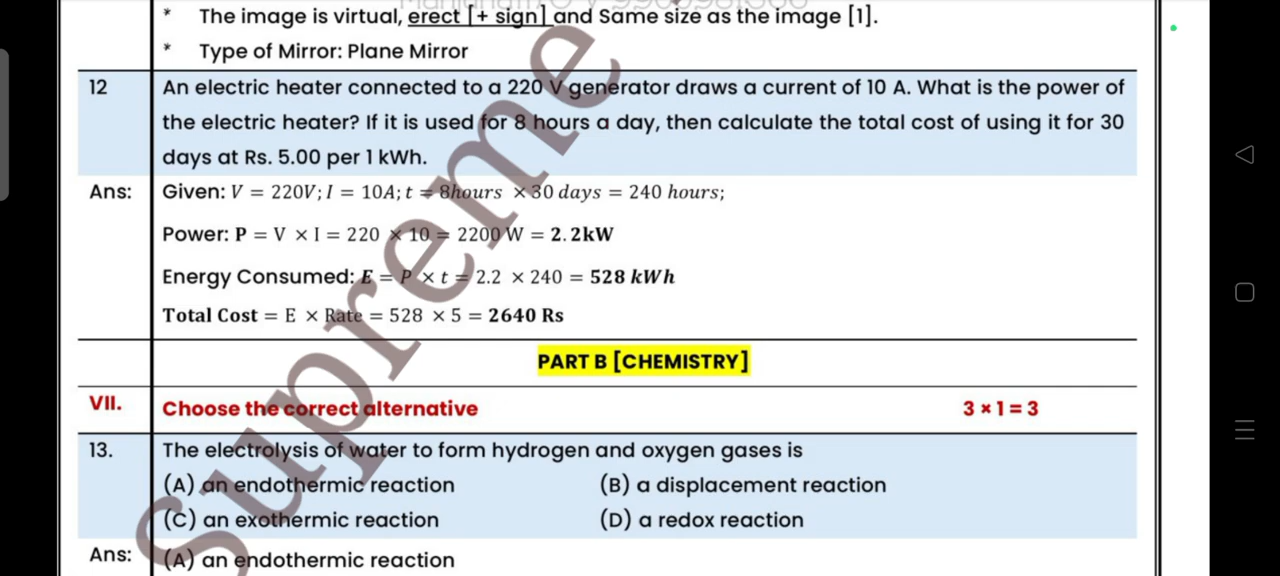 * The image is virtual, erect [+ sign] and Same size as the image [1].
* Type of Mirror: Plane Mirror
12 An electric heater connected to a 220 V generator draws a current of 10 A. What is the power of
the electric heater? If it is used for 8 hours a day, then calculate the total cost of using it for 30
days at Rs. 5.00 per 1 kWh.
Ans: Given: V = 220V; I = 10A; t = 8hours × 30 days = 240 hours;
Power: P = V × I = 220 × 10 = 2200 W = 2.2kW
Energy Consumed: E = P × t = 2.2 × 240 = 528 kWh
Total Cost = E × Rate = 528 × 5 = 2640 Rs
PART B [CHEMISTRY]
VII. Choose the correct alternative 3 × 1 = 3
13. The electrolysis of water to form hydrogen and oxygen gases is
(A) an endothermic reaction (B) a displacement reaction
(C) an exothermic reaction (D) a redox reaction
Ans: (A) an endothermic reaction
Supreme